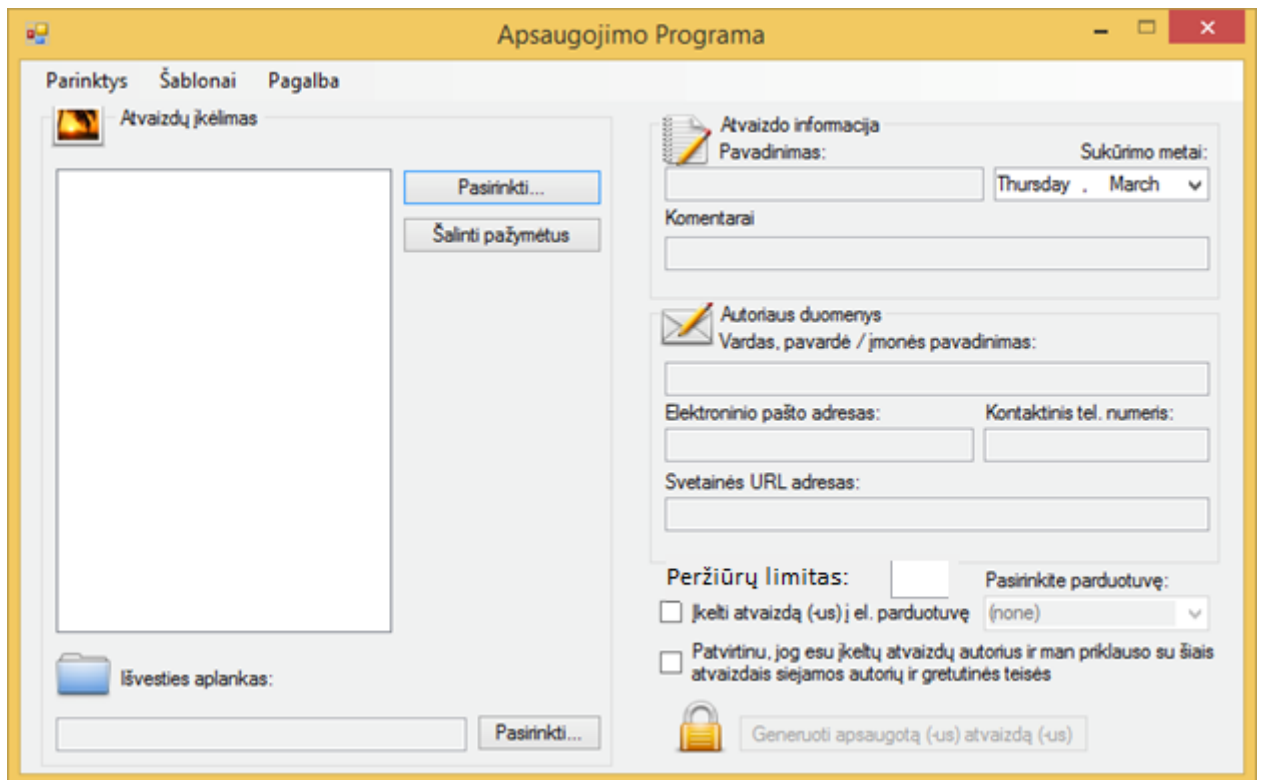 Apsaugojimo Programa
Parinktys Šablonai Pagalba
Atvaizdų įkėlimas
Pasirinkti...
Šalinti pažymėtus
Išvesties aplankas:
Pasirinkti...
Atvaizdo informacija
Pavadinimas: Sukūrimo metai:
Thursday , March
Komentarai
Autoriaus duomenys
Vardas, pavardė / įmonės pavadinimas:
Elektroninio pašto adresas: Kontaktinis tel. numeris:
Svetainės URL adresas:
Peržiūrų limitas: Pasirinkite parduotuvę:
Įkelti atvaizdą (-us) į el. parduotuvę (none)
Patvirtinu, jog esu įkeltų atvaizdų autorius ir man priklauso su šiais
atvaizdais siejamos autorių ir gretutinės teisės
Generuoti apsaugotą (-us) atvaizdą (-us)